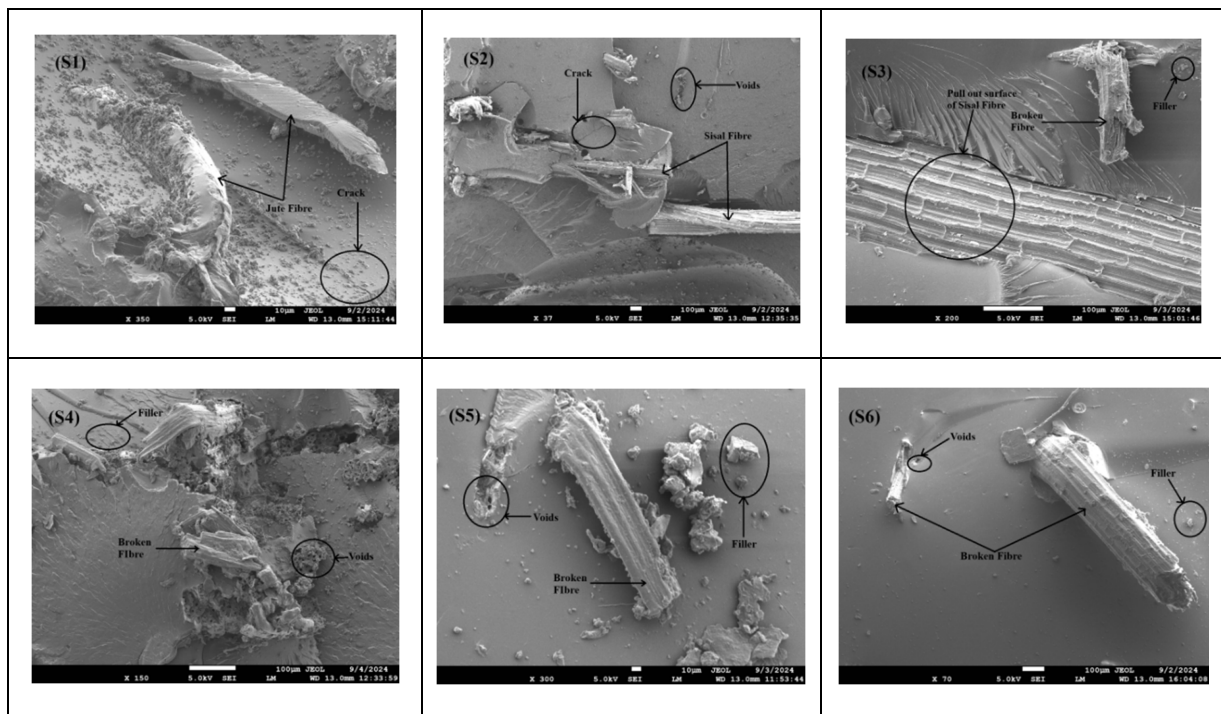 (S1)
Jute Fibre
Crack
X 350 5.0kV SEI 10µm JEOL 9/2/2024
LM WD 13.0mm 15:11:44
(S2)
Crack
Voids
Sisal Fibre
X 37 5.0kV SEI 100µm JEOL 9/2/2024
LM WD 13.0mm 12:35:35
(S3)
Pull out surface
of Sisal Fibre
Broken
Fibre
Filler
X 200 5.0kV SEI 100µm JEOL 9/3/2024
LM WD 13.0mm 15:01:46
(S4)
Filler
Broken
FIbre
Voids
X 150 5.0kV SEI 100µm JEOL 9/4/2024
LM WD 13.0mm 12:33:59
(S5)
Voids
Filler
Broken
FIbre
X 300 5.0kV SEI 10µm JEOL 9/3/2024
LM WD 13.0mm 11:53:44
(S6)
Voids
Filler
Broken Fibre
X 70 5.0kV SEI 100µm JEOL 9/2/2024
LM WD 13.0mm 16:04:08